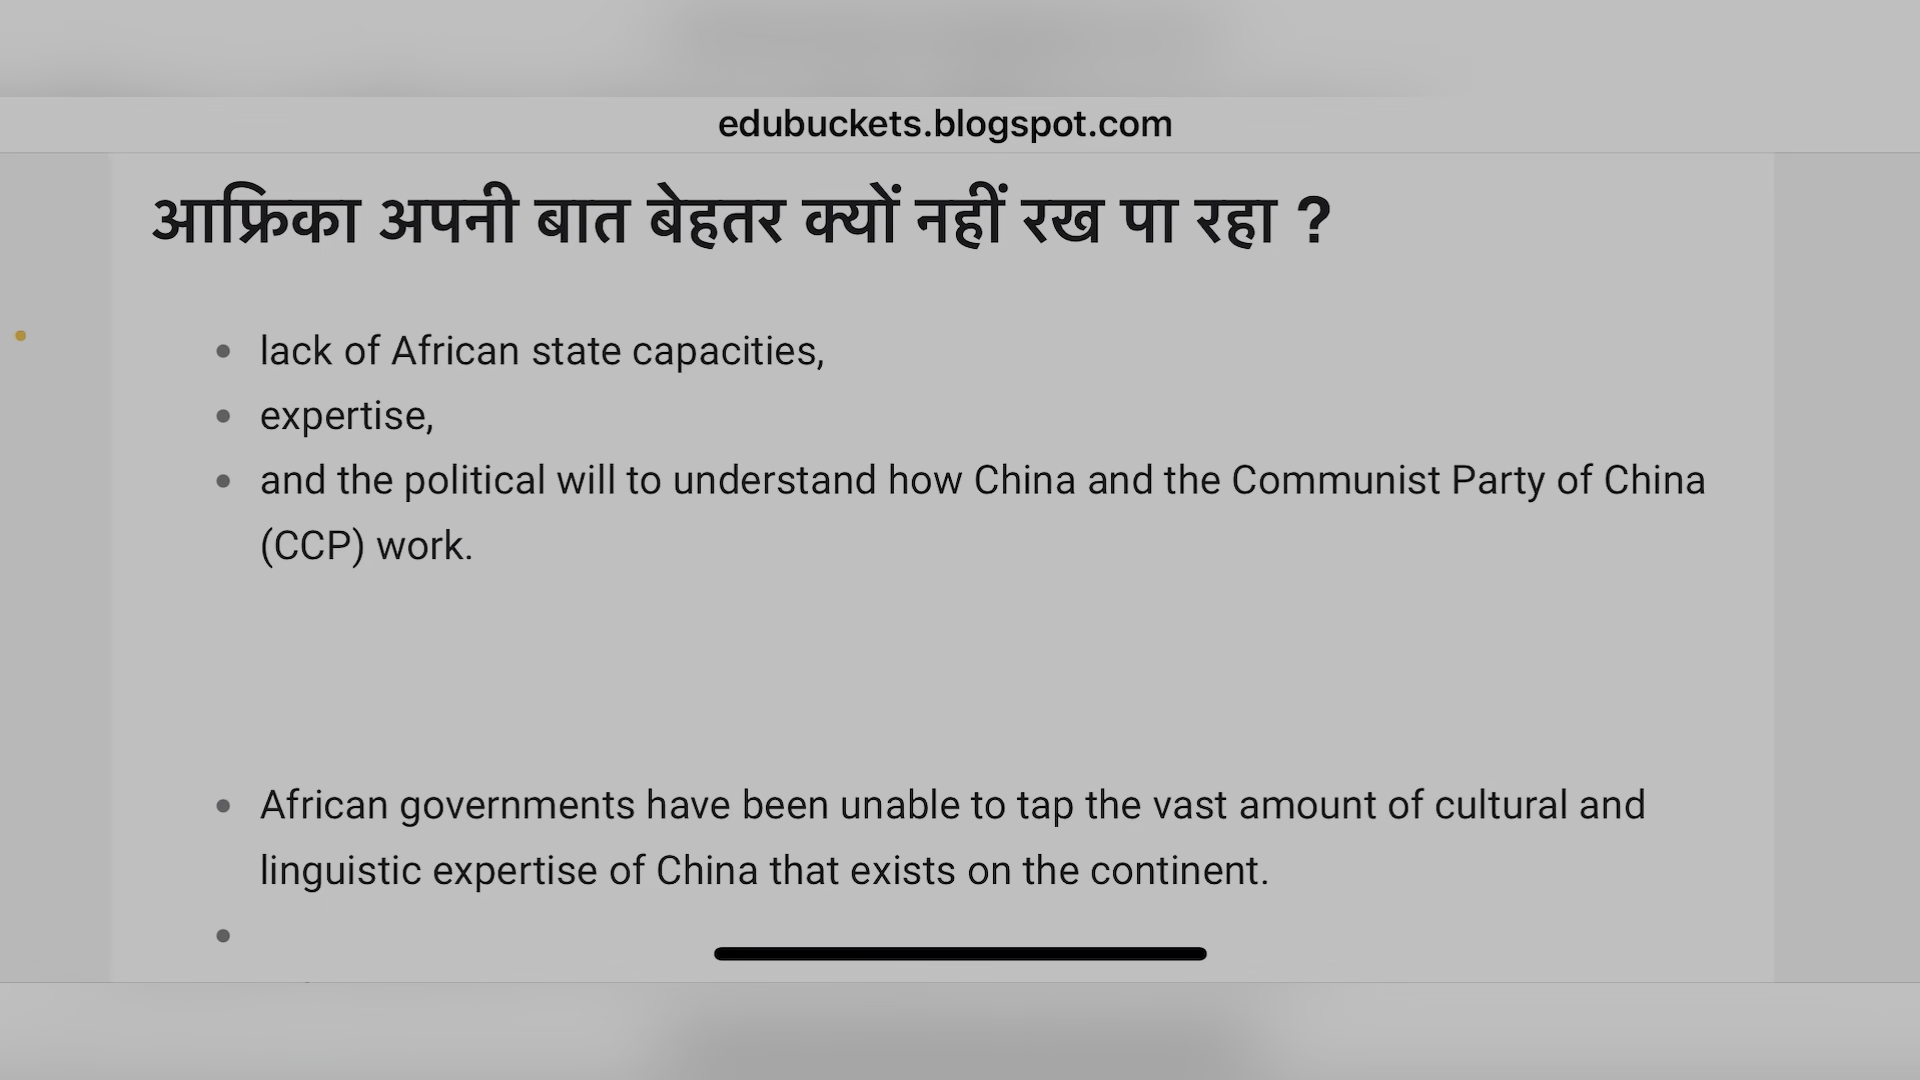 edubuckets.blogspot.com
आफ्रिका अपनी बात बेहतर क्यों नहीं रख पा रहा ?
lack of African state capacities,
expertise,
and the political will to understand how China and the Communist Party of China
(CCP) work.
African governments have been unable to tap the vast amount of cultural and
linguistic expertise of China that exists on the continent.